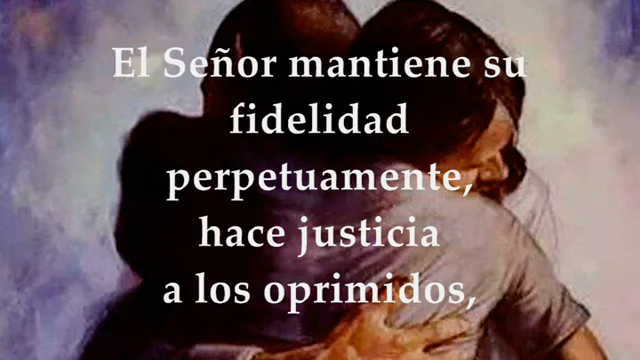 El Señor mantiene su
fidelidad
perpetuamente,
hace justicia
a los oprimidos,